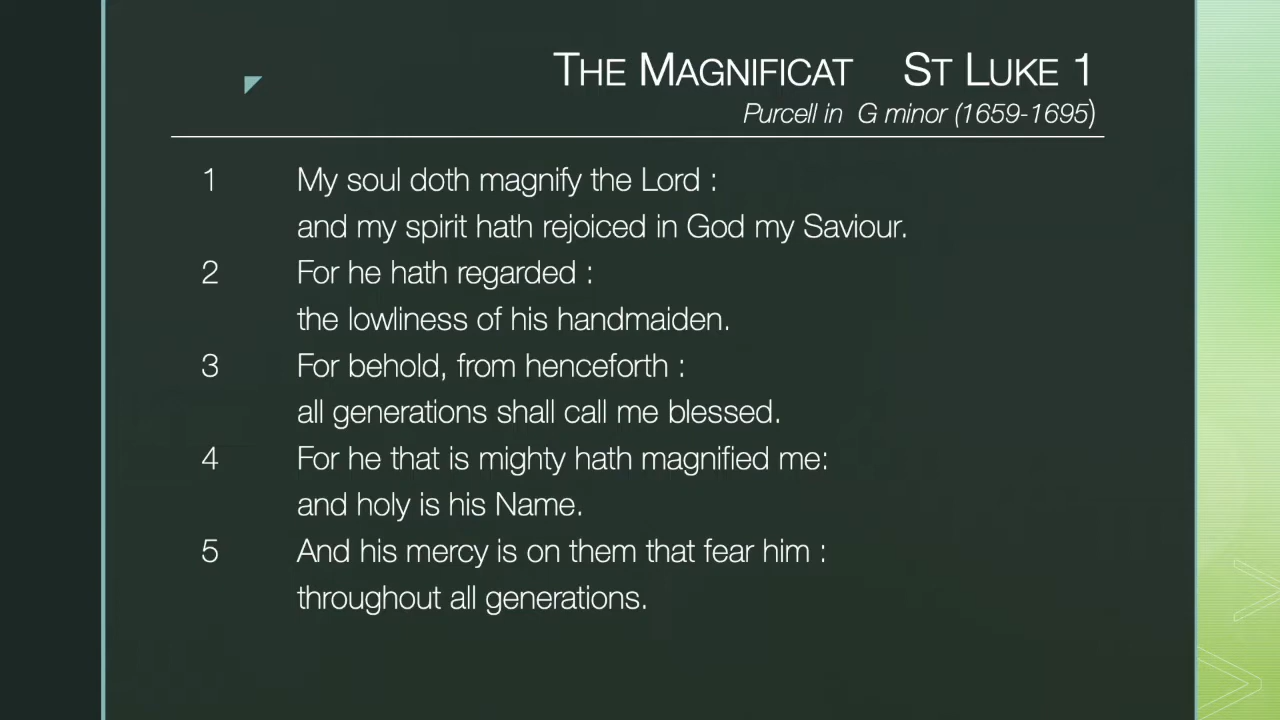 THE MAGNIFICAT ST LUKE 1
Purcell in G minor (1659-1695)
1 My soul doth magnify the Lord :
and my spirit hath rejoiced in God my Saviour.
2 For he hath regarded :
the lowliness of his handmaiden.
3 For behold, from henceforth :
all generations shall call me blessed.
4 For he that is mighty hath magnified me:
and holy is his Name.
5 And his mercy is on them that fear him :
throughout all generations.